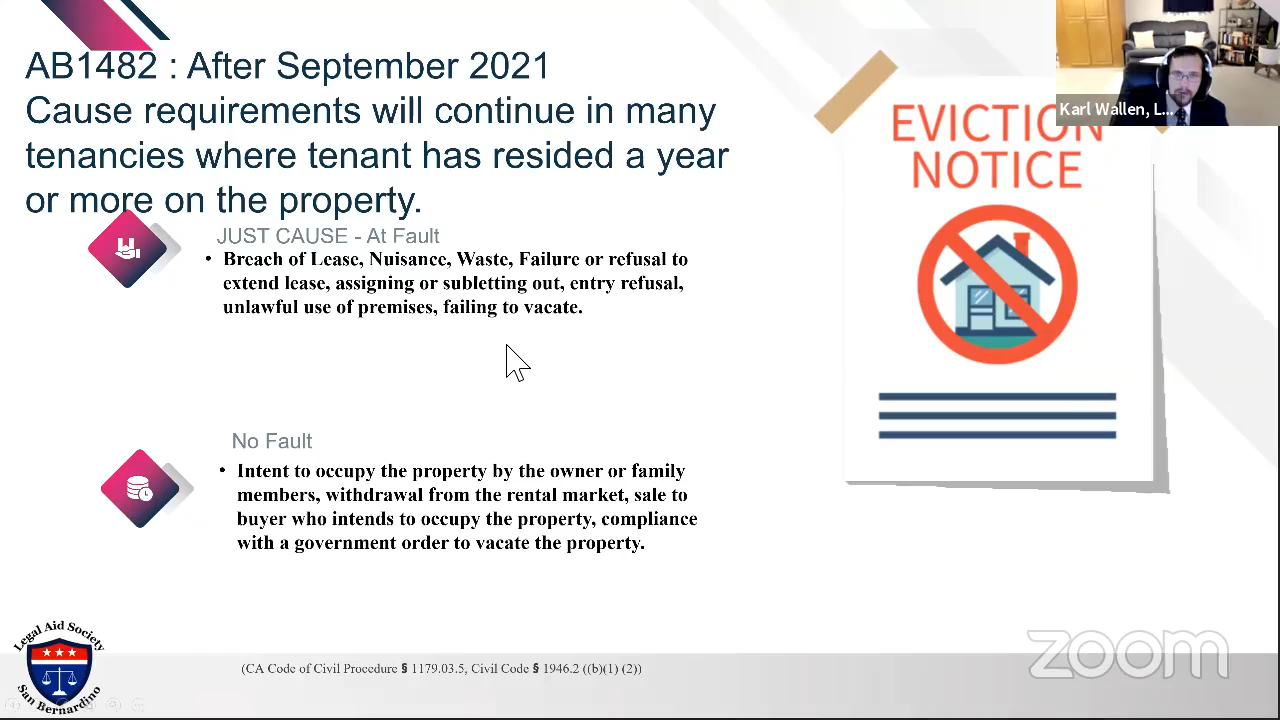 AB1482 : After September 2021
Cause requirements will continue in many
tenancies where tenant has resided a year
or more on the property.
JUST CAUSE - At Fault
• Breach of Lease, Nuisance, Waste, Failure or refusal to
extend lease, assigning or subletting out, entry refusal,
unlawful use of premises, failing to vacate.
No Fault
• Intent to occupy the property by the owner or family
members, withdrawal from the rental market, sale to
buyer who intends to occupy the property, compliance
with a government order to vacate the property.
Karl Wallen, L...
EVICTION
NOTICE
Legal Aid Society
San Bernardino
(CA Code of Civil Procedure § 1179.03.5, Civil Code § 1946.2 ((b)(1) (2))
zoom